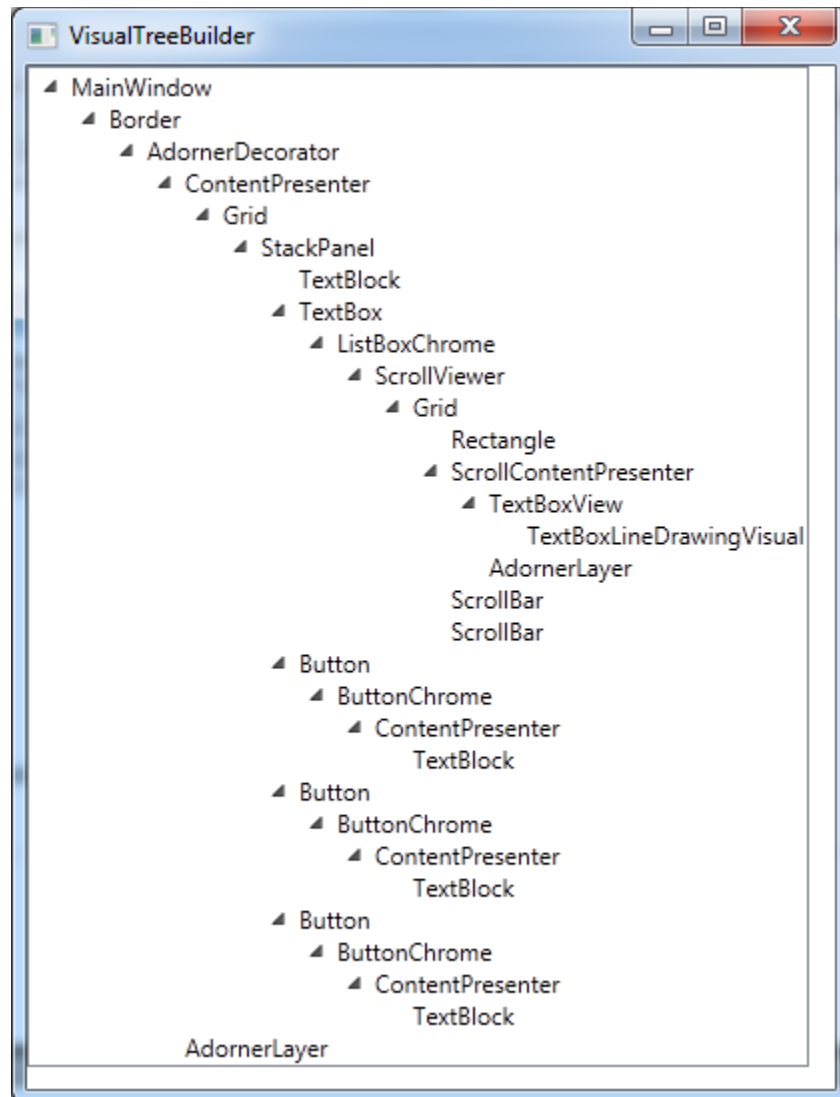 VisualTreeBuilder
MainWindow
Border
AdornerDecorator
ContentPresenter
Grid
StackPanel
TextBlock
TextBox
ListBoxChrome
ScrollViewer
Grid
Rectangle
ScrollContentPresenter
TextBoxView
TextBoxLineDrawingVisual
AdornerLayer
ScrollBar
ScrollBar
Button
ButtonChrome
ContentPresenter
TextBlock
Button
ButtonChrome
ContentPresenter
TextBlock
Button
ButtonChrome
ContentPresenter
TextBlock
AdornerLayer